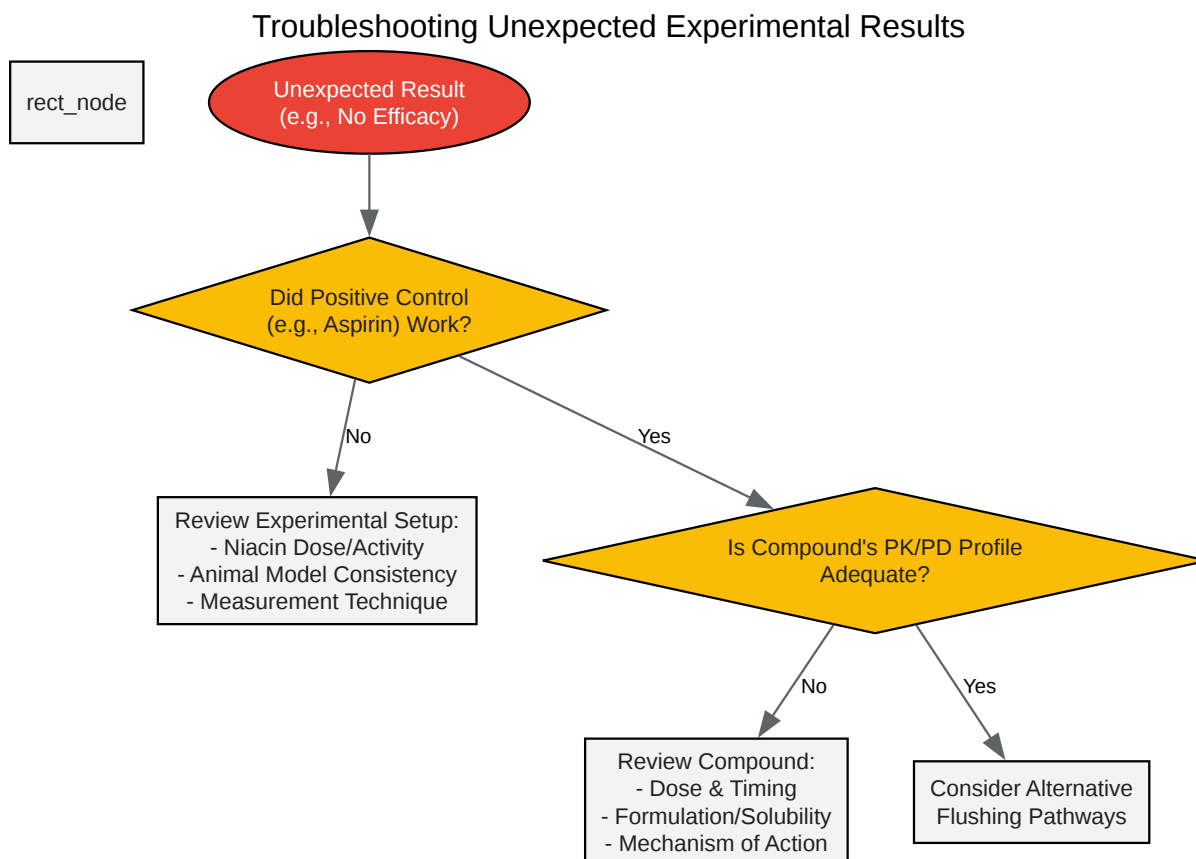 Troubleshooting Unexpected Experimental Results
rect_node
Unexpected Result
(e.g., No Efficacy)
Did Positive Control
(e.g., Aspirin) Work?
No
Yes
Review Experimental Setup:
- Niacin Dose/Activity
- Animal Model Consistency
- Measurement Technique
Is Compound's PK/PD Profile
Adequate?
No
Yes
Review Compound:
- Dose & Timing
- Formulation/Solubility
- Mechanism of Action
Consider Alternative
Flushing Pathways